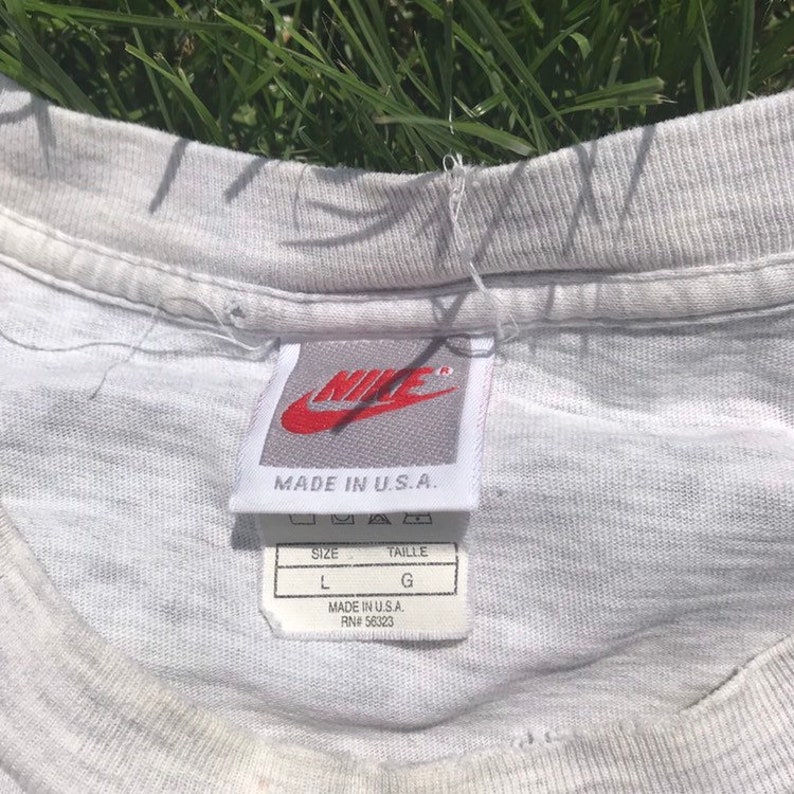 NIKE®
MADE IN U.S.A.
SIZE TAILLE
L G
MADE IN U.S.A.
RN# 56323